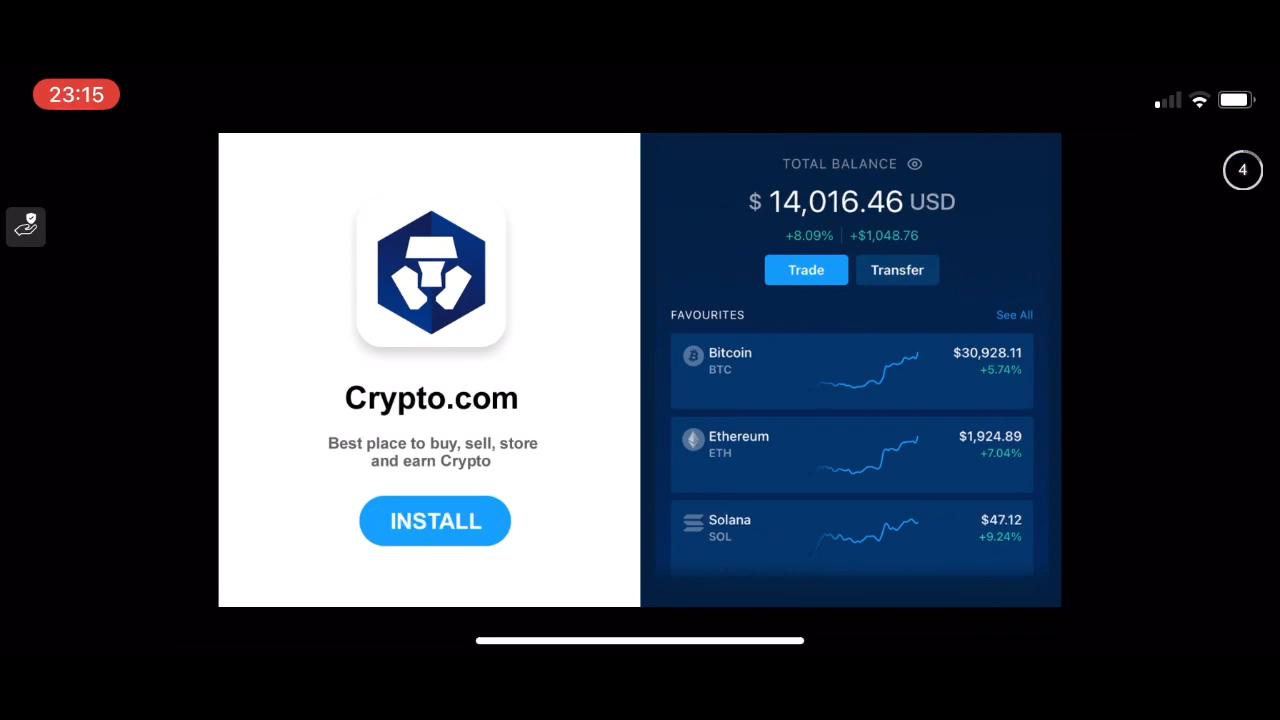 23:15
4
Crypto.com
Best place to buy, sell, store
and earn Crypto
INSTALL
TOTAL BALANCE
$ 14,016.46 USD
+8.09% +$1,048.76
Trade Transfer
FAVOURITES See All
Bitcoin $30,928.11
BTC +5.74%
Ethereum $1,924.89
ETH +7.04%
Solana $47.12
SOL +9.24%